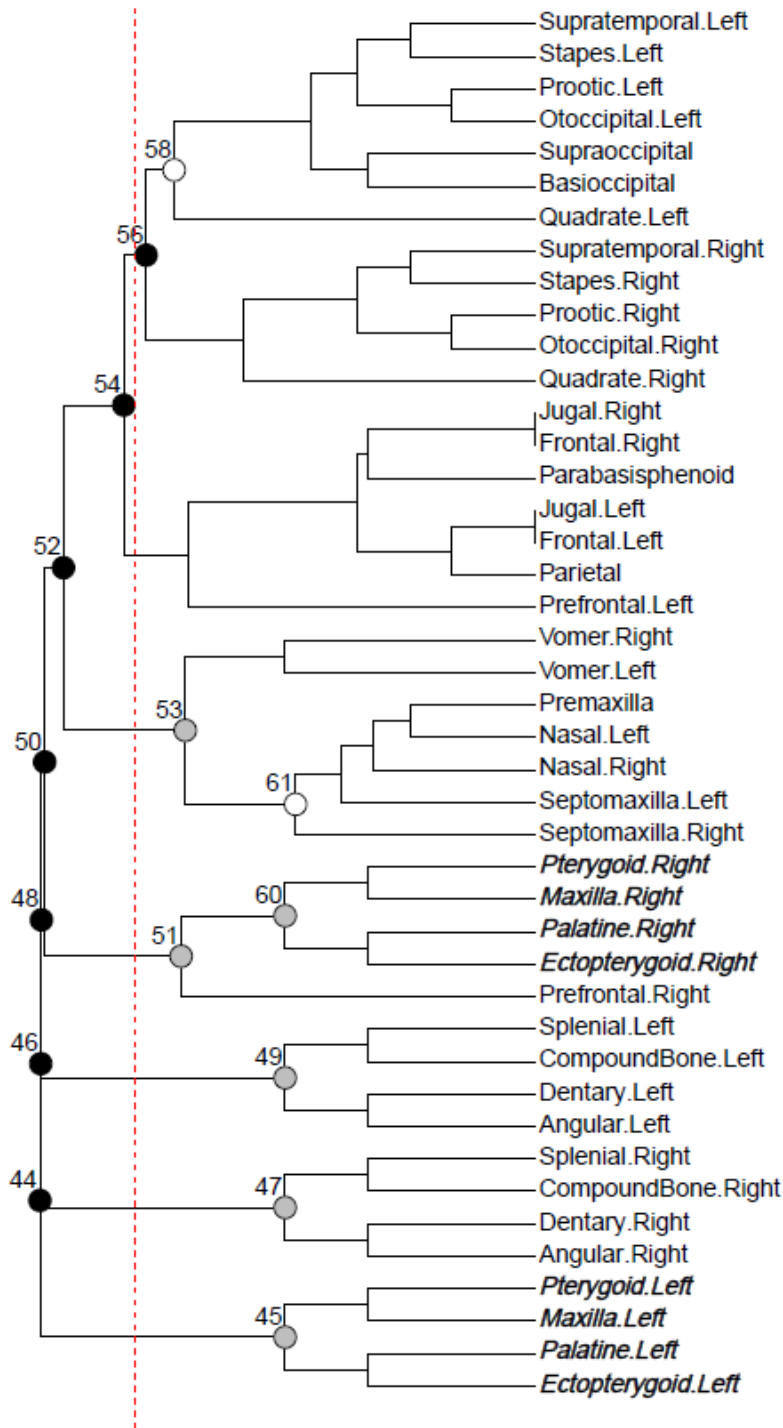 Supratemporal.Left
Stapes.Left
Prootic.Left
Otoccipital.Left
58
Supraoccipital
Basioccipital
Quadrate.Left
56
Supratemporal.Right
Stapes.Right
Prootic.Right
Otoccipital.Right
54
Quadrate.Right
Jugal.Right
Frontal.Right
Parabasisphenoid
Jugal.Left
52
Frontal.Left
Parietal
Prefrontal.Left
Vomer.Right
Vomer.Left
53
Premaxilla
50
Nasal.Left
Nasal.Right
61
Septomaxilla.Left
Septomaxilla.Right
Pterygoid.Right
60
Maxilla.Right
48
Palatine.Right
51
Ectopterygoid.Right
Prefrontal.Right
Splenial.Left
46
49
CompoundBone.Left
Dentary.Left
Angular.Left
Splenial.Right
44
47
CompoundBone.Right
Dentary.Right
Angular.Right
Pterygoid.Left
45
Maxilla.Left
Palatine.Left
Ectopterygoid.Left